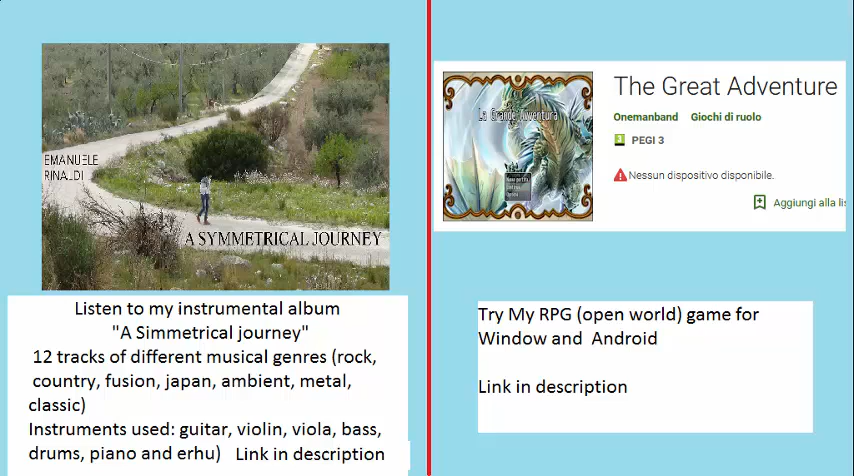 EMANUELE
RINALDI
A SYMMETRICAL JOURNEY
Listen to my instrumental album
"A Simmetrical journey"
12 tracks of different musical genres (rock,
country, fusion, japan, ambient, metal,
classic)
Instruments used: guitar, violin, viola, bass,
drums, piano and erhu) Link in description
The Great Adventure
La Grande Avventura
Onemanband Giochi di ruolo
3 PEGI 3
Nessun dispositivo disponibile.
Aggiungi alla lis
Try My RPG (open world) game for
Window and Android
Link in description